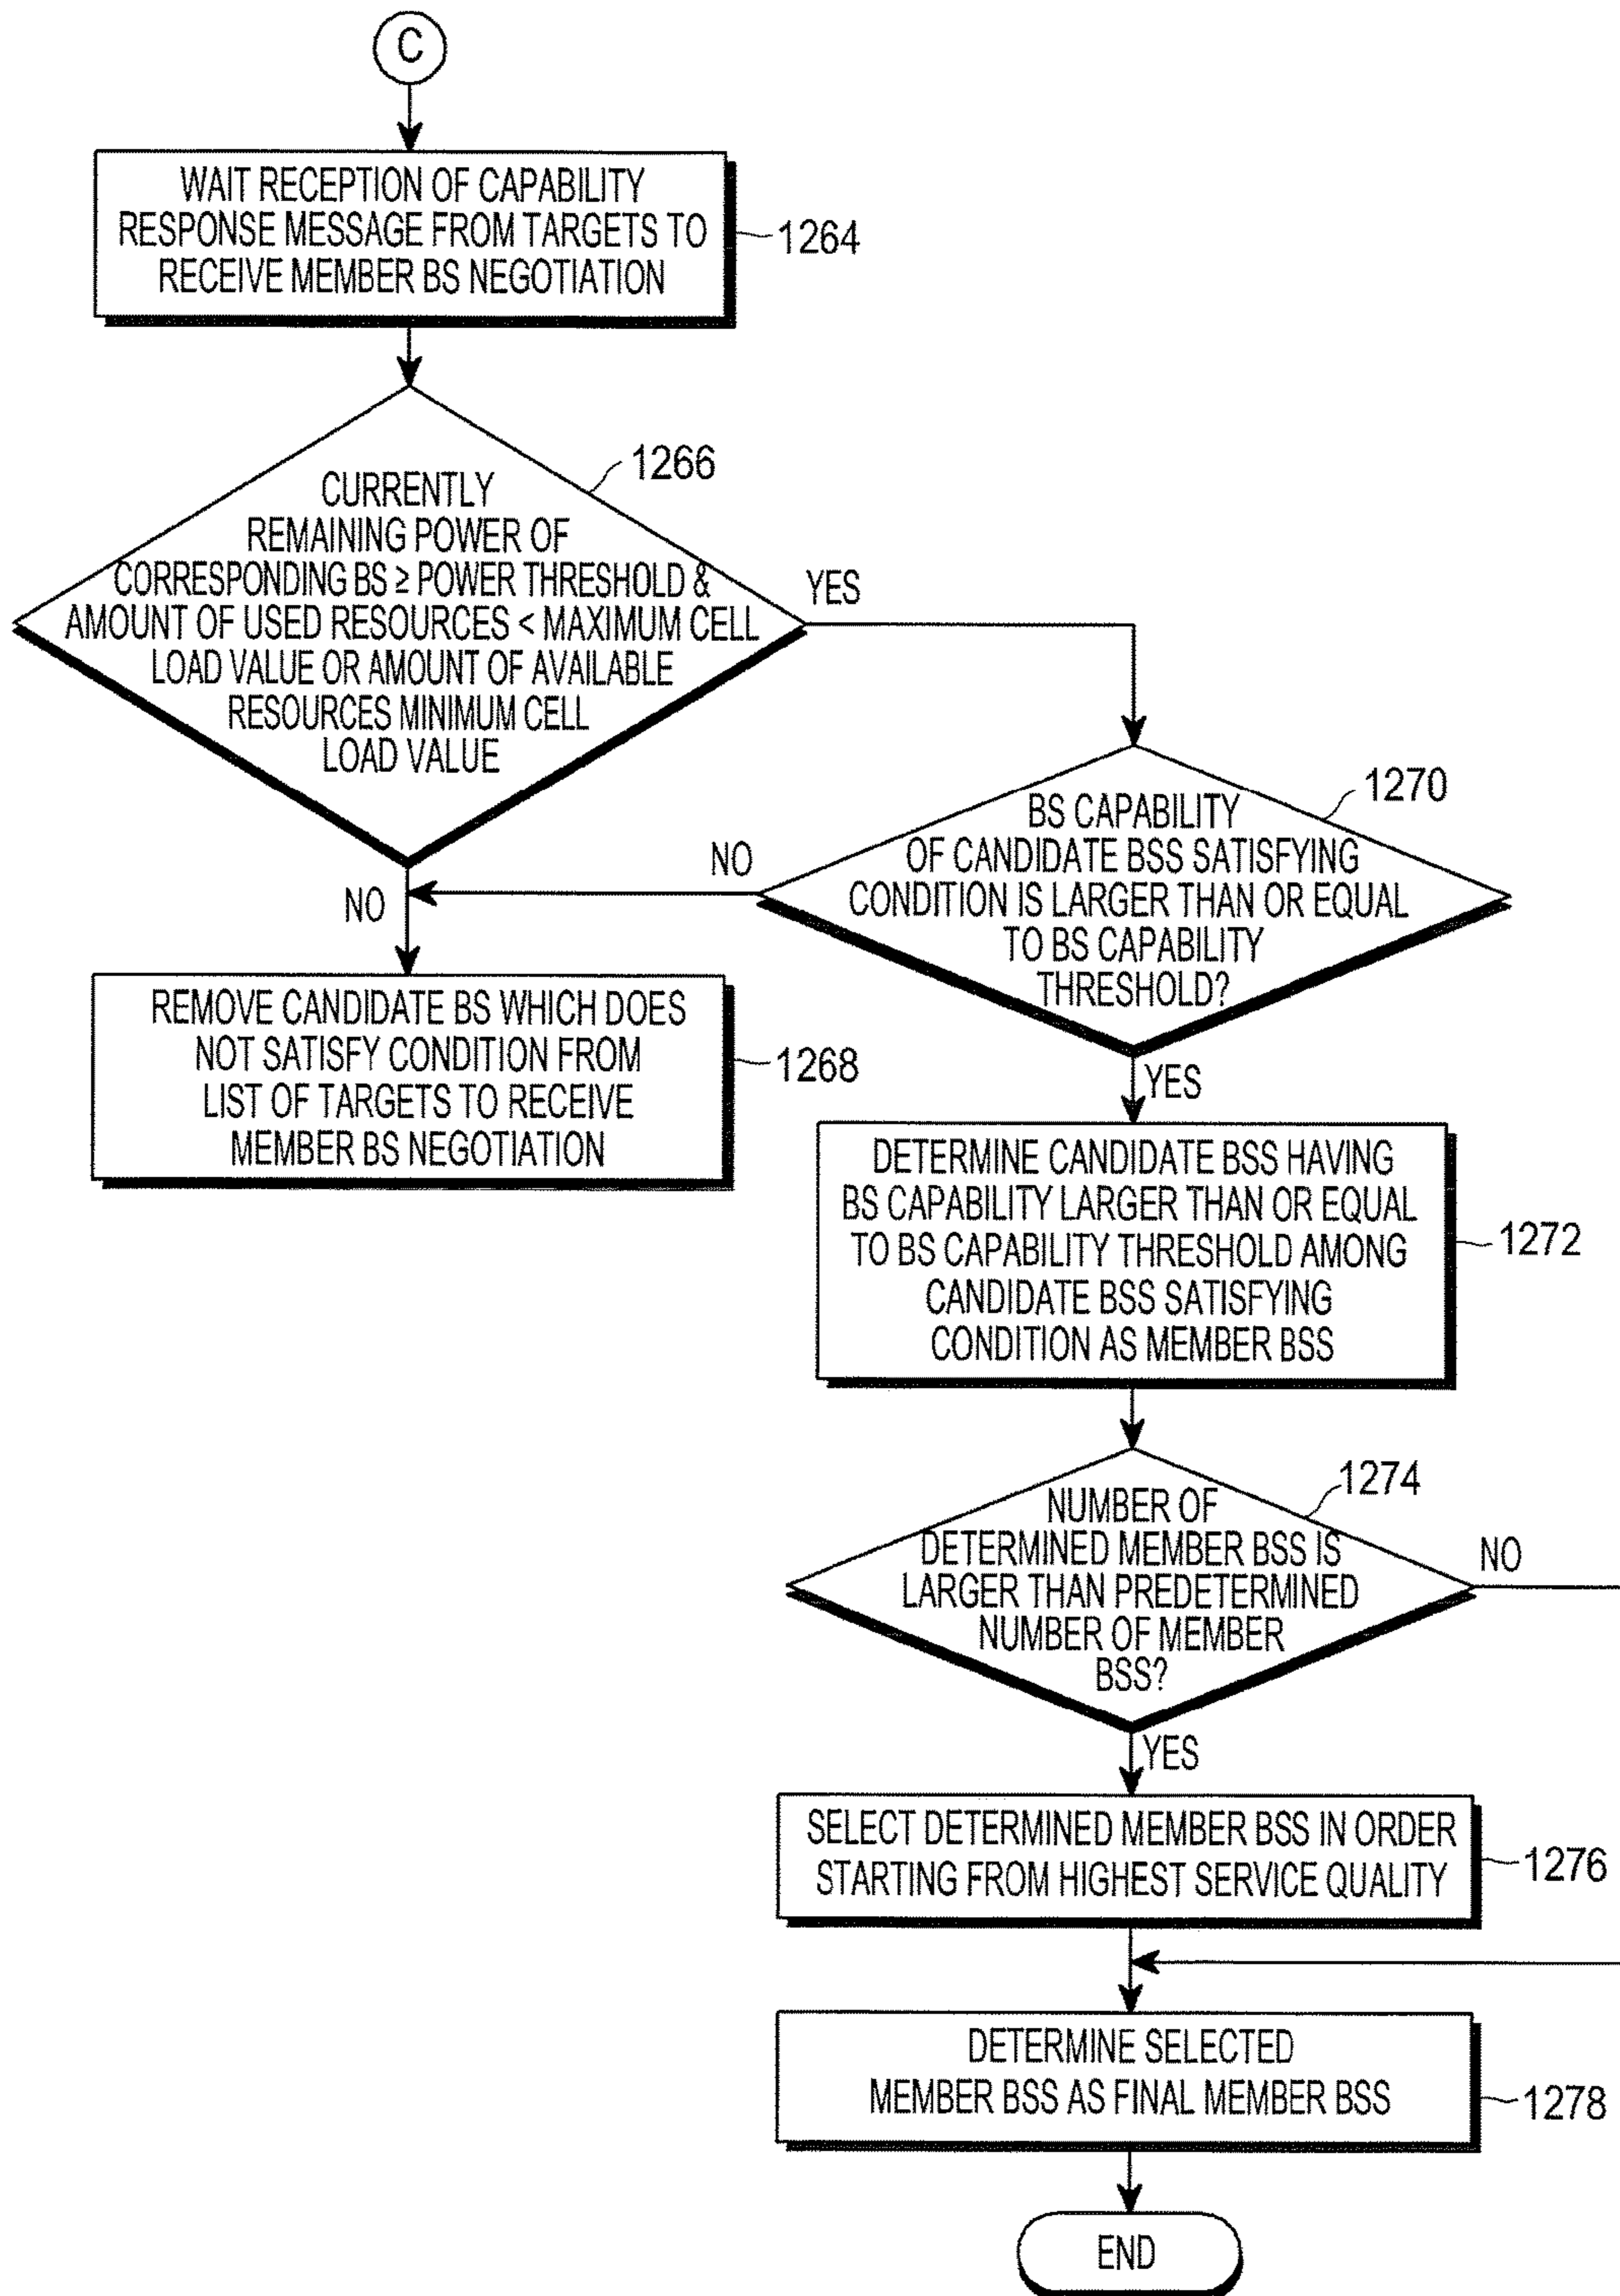 C
WAIT RECEPTION OF CAPABILITY
RESPONSE MESSAGE FROM TARGETS TO
RECEIVE MEMBER BS NEGOTIATION
1264
1266
CURRENTLY
REMAINING POWER OF
CORRESPONDING BS ≥ POWER THRESHOLD &
AMOUNT OF USED RESOURCES < MAXIMUM CELL
LOAD VALUE OR AMOUNT OF AVAILABLE
RESOURCES MINIMUM CELL
LOAD VALUE
YES
NO
1270
BS CAPABILITY
OF CANDIDATE BSS SATISFYING
CONDITION IS LARGER THAN OR EQUAL
TO BS CAPABILITY
THRESHOLD?
NO
YES
REMOVE CANDIDATE BS WHICH DOES
NOT SATISFY CONDITION FROM
LIST OF TARGETS TO RECEIVE
MEMBER BS NEGOTIATION
1268
DETERMINE CANDIDATE BSS HAVING
BS CAPABILITY LARGER THAN OR EQUAL
TO BS CAPABILITY THRESHOLD AMONG
CANDIDATE BSS SATISFYING
CONDITION AS MEMBER BSS
1272
1274
NUMBER OF
DETERMINED MEMBER BSS IS
LARGER THAN PREDETERMINED
NUMBER OF MEMBER
BSS?
NO
YES
SELECT DETERMINED MEMBER BSS IN ORDER
STARTING FROM HIGHEST SERVICE QUALITY
1276
DETERMINE SELECTED
MEMBER BSS AS FINAL MEMBER BSS
1278
END